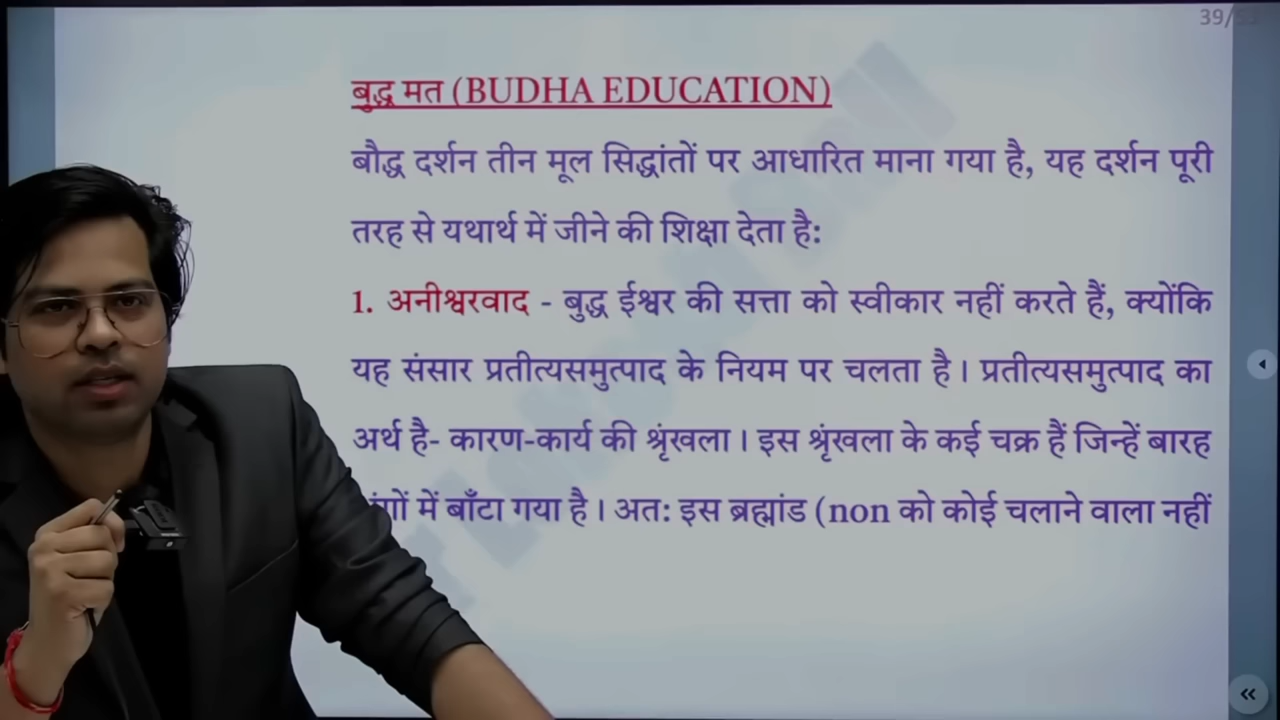 39/53
बुद्ध मत (BUDHA EDUCATION)
बौद्ध दर्शन तीन मूल सिद्धांतों पर आधारित माना गया है, यह दर्शन पूरी
तरह से यथार्थ में जीने की शिक्षा देता है:
1. अनीश्वरवाद - बुद्ध ईश्वर की सत्ता को स्वीकार नहीं करते हैं, क्योंकि
यह संसार प्रतीत्यसमुत्पाद के नियम पर चलता है। प्रतीत्यसमुत्पाद का
अर्थ है- कारण-कार्य की श्रृंखला। इस श्रृंखला के कई चक्र हैं जिन्हें बारह
में बाँटा गया है। अत: इस ब्रह्मांड (non को कोई चलाने वाला नहीं